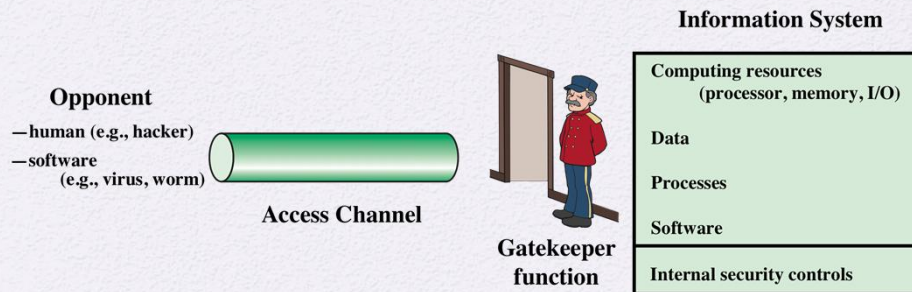 Information System
Opponent
—human (e.g., hacker)
—software
(e.g., virus, worm)
Access Channel
Gatekeeper
function
Computing resources
(processor, memory, I/O)
Data
Processes
Software
Internal security controls